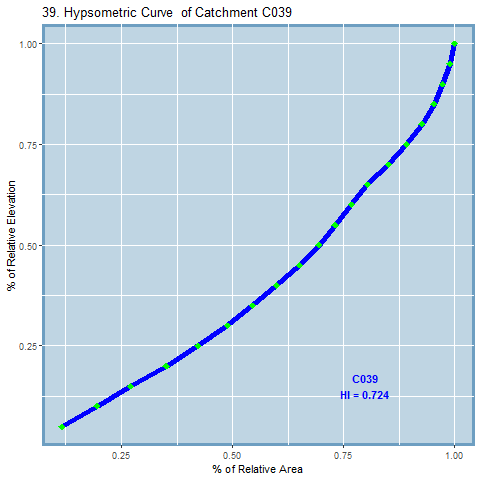 39. Hypsometric Curve  of Catchment C039
1.00
0.75
0.50
0.25
% of Relative Elevation
C039
HI = 0.724
0.25 0.50 0.75 1.00
% of Relative Area